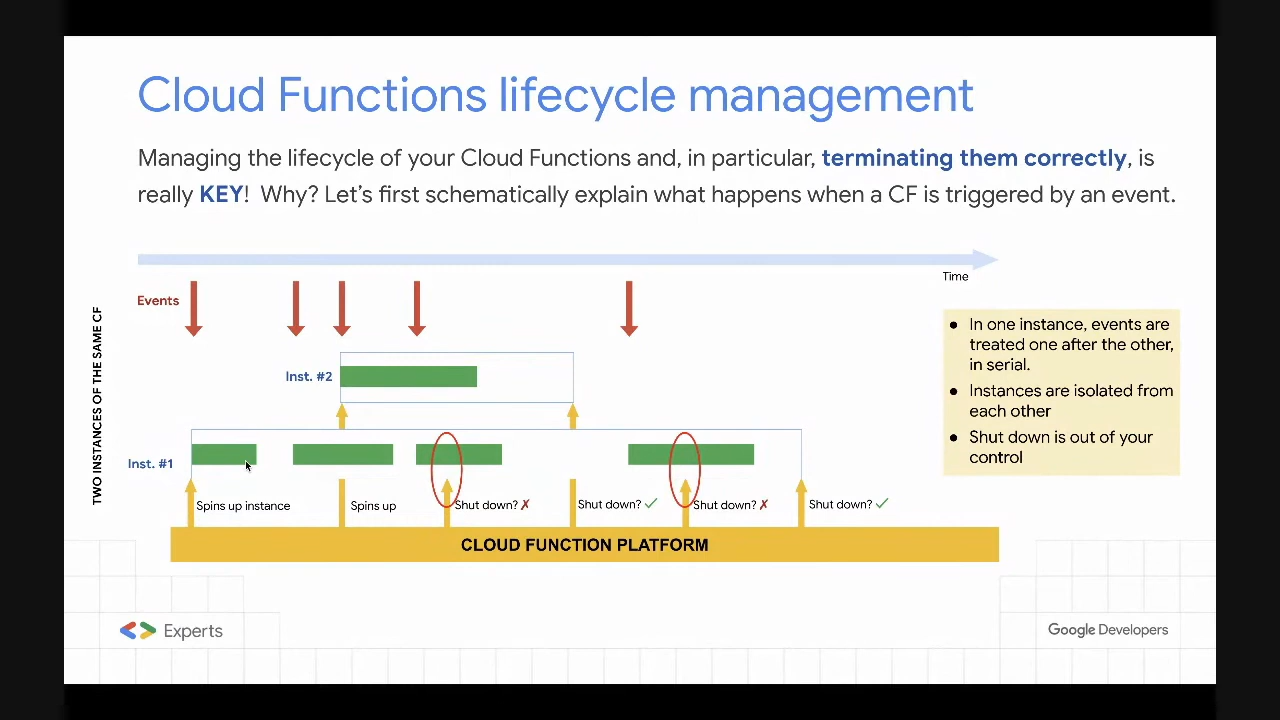 Cloud Functions lifecycle management
Managing the lifecycle of your Cloud Functions and, in particular, terminating them correctly, is
really KEY!  Why? Let's first schematically explain what happens when a CF is triggered by an event.
Time
Events
TWO INSTANCES OF THE SAME CF
● In one instance, events are
treated one after the other,
in serial.
● Instances are isolated from
each other
● Shut down is out of your
control
Inst. #2
Inst. #1
Spins up instance
Spins up
Shut down? ✗
Shut down? ✓
Shut down? ✗
Shut down? ✓
CLOUD FUNCTION PLATFORM
Experts
Google Developers